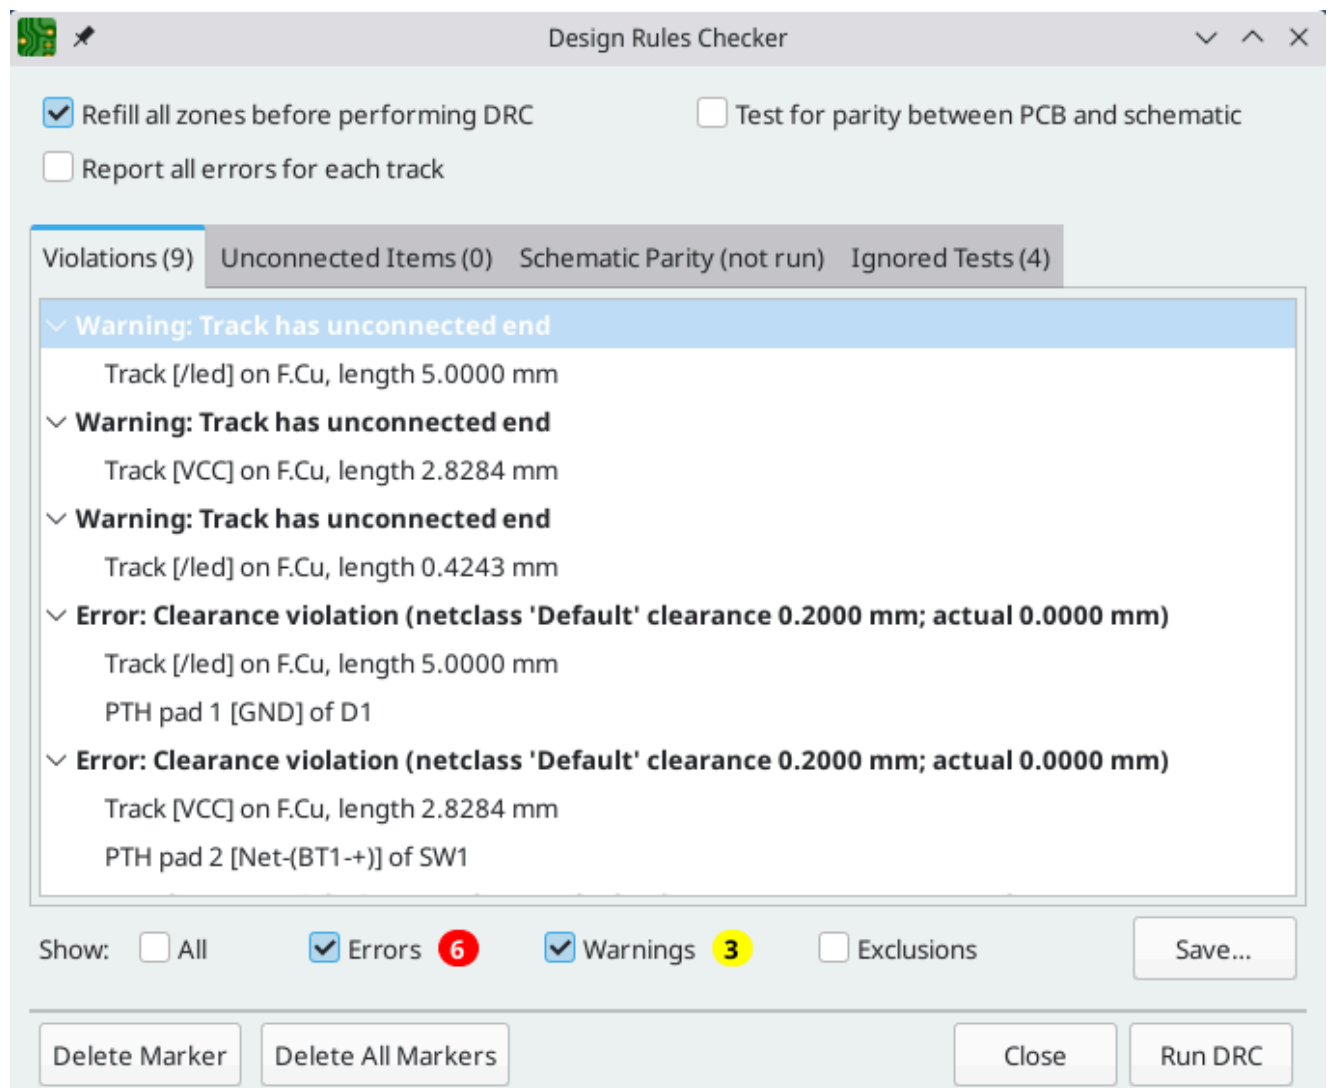 Design Rules Checker
Refill all zones before performing DRC
Test for parity between PCB and schematic
Report all errors for each track
Violations (9) Unconnected Items (0) Schematic Parity (not run) Ignored Tests (4)
Warning: Track has unconnected end
Track [/led] on F.Cu, length 5.0000 mm
Warning: Track has unconnected end
Track [VCC] on F.Cu, length 2.8284 mm
Warning: Track has unconnected end
Track [/led] on F.Cu, length 0.4243 mm
Error: Clearance violation (netclass 'Default' clearance 0.2000 mm; actual 0.0000 mm)
Track [/led] on F.Cu, length 5.0000 mm
PTH pad 1 [GND] of D1
Error: Clearance violation (netclass 'Default' clearance 0.2000 mm; actual 0.0000 mm)
Track [VCC] on F.Cu, length 2.8284 mm
PTH pad 2 [Net-(BT1-+)] of SW1
Show: All Errors 6 Warnings 3 Exclusions Save...
Delete Marker Delete All Markers Close Run DRC